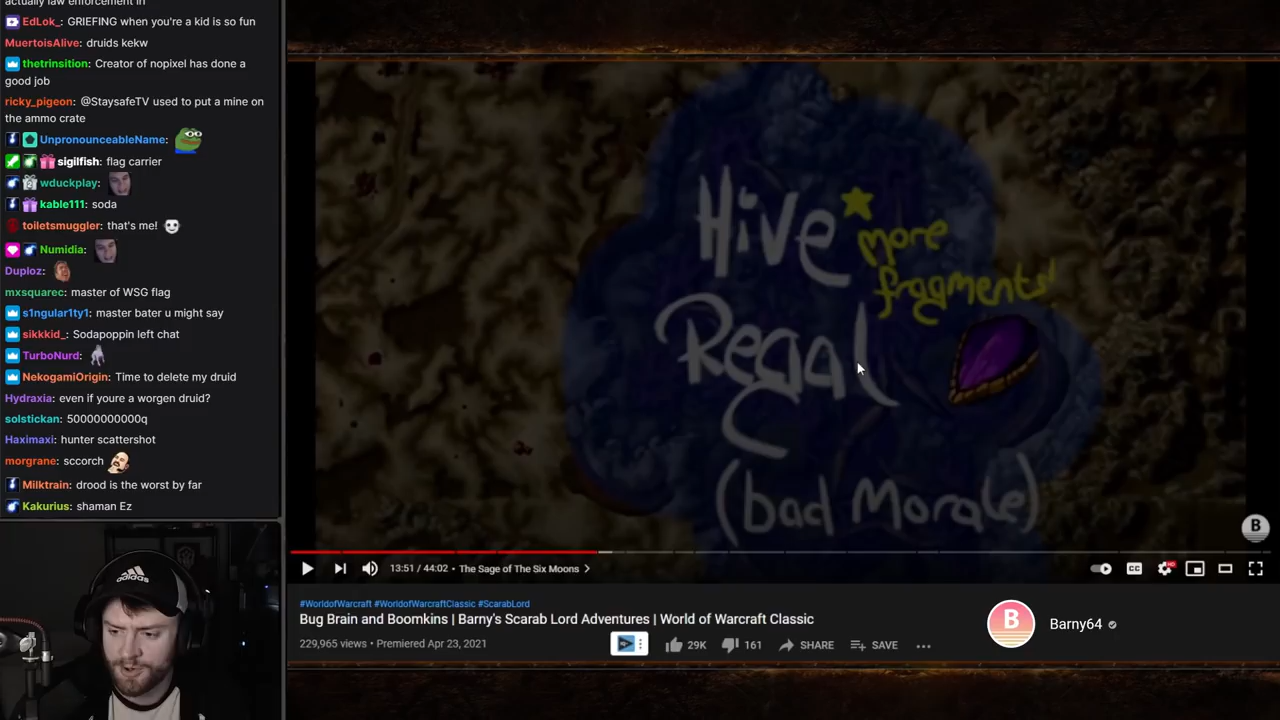 actually law enforcement in
EdLok_: GRIEFING when you're a kid is so fun
MuertoisAlive: druids kekw
thetrinsition: Creator of nopixel has done a
good job
ricky_pigeon: @StaysafeTV used to put a mine on
the ammo crate
UnpronounceableName:
sigilfish: flag carrier
wduckplay:
kable111: soda
toiletsmuggler: that's me!
Numidia:
Duploz:
mxsquarec: master of WSG flag
s1ngular1ty1: master bater u might say
sikkkid_: Sodapoppin left chat
TurboNurd:
NekogamiOrigin: Time to delete my druid
Hydraxia: even if youre a worgen druid?
solstickan: 50000000000q
Haximaxi: hunter scattershot
morgrane: sccorch
Milktrain: drood is the worst by far
Kakurius: shaman Ez
adidas
Hive
more
fragments!
Regal
(bad Morale)
B
13:51 / 44:02 • The Sage of The Six Moons >
CC
HD
#WorldofWarcraft #WorldofWarcraftClassic #ScarabLord
Bug Brain and Boomkins | Barny's Scarab Lord Adventures | World of Warcraft Classic
229,965 views • Premiered Apr 23, 2021
29K
161
SHARE
SAVE
B
Barny64